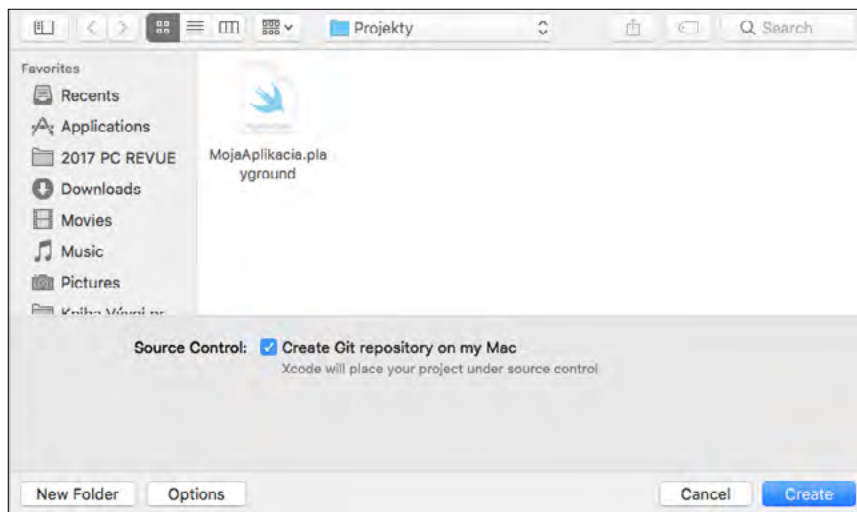 Projekty
Search
Favorites
Recents
Applications
2017 PC REVUE
Downloads
Movies
Music
Pictures
MojaAplikacia.pla
yground
Source Control: Create Git repository on my Mac
Xcode will place your project under source control
New Folder Options Cancel Create